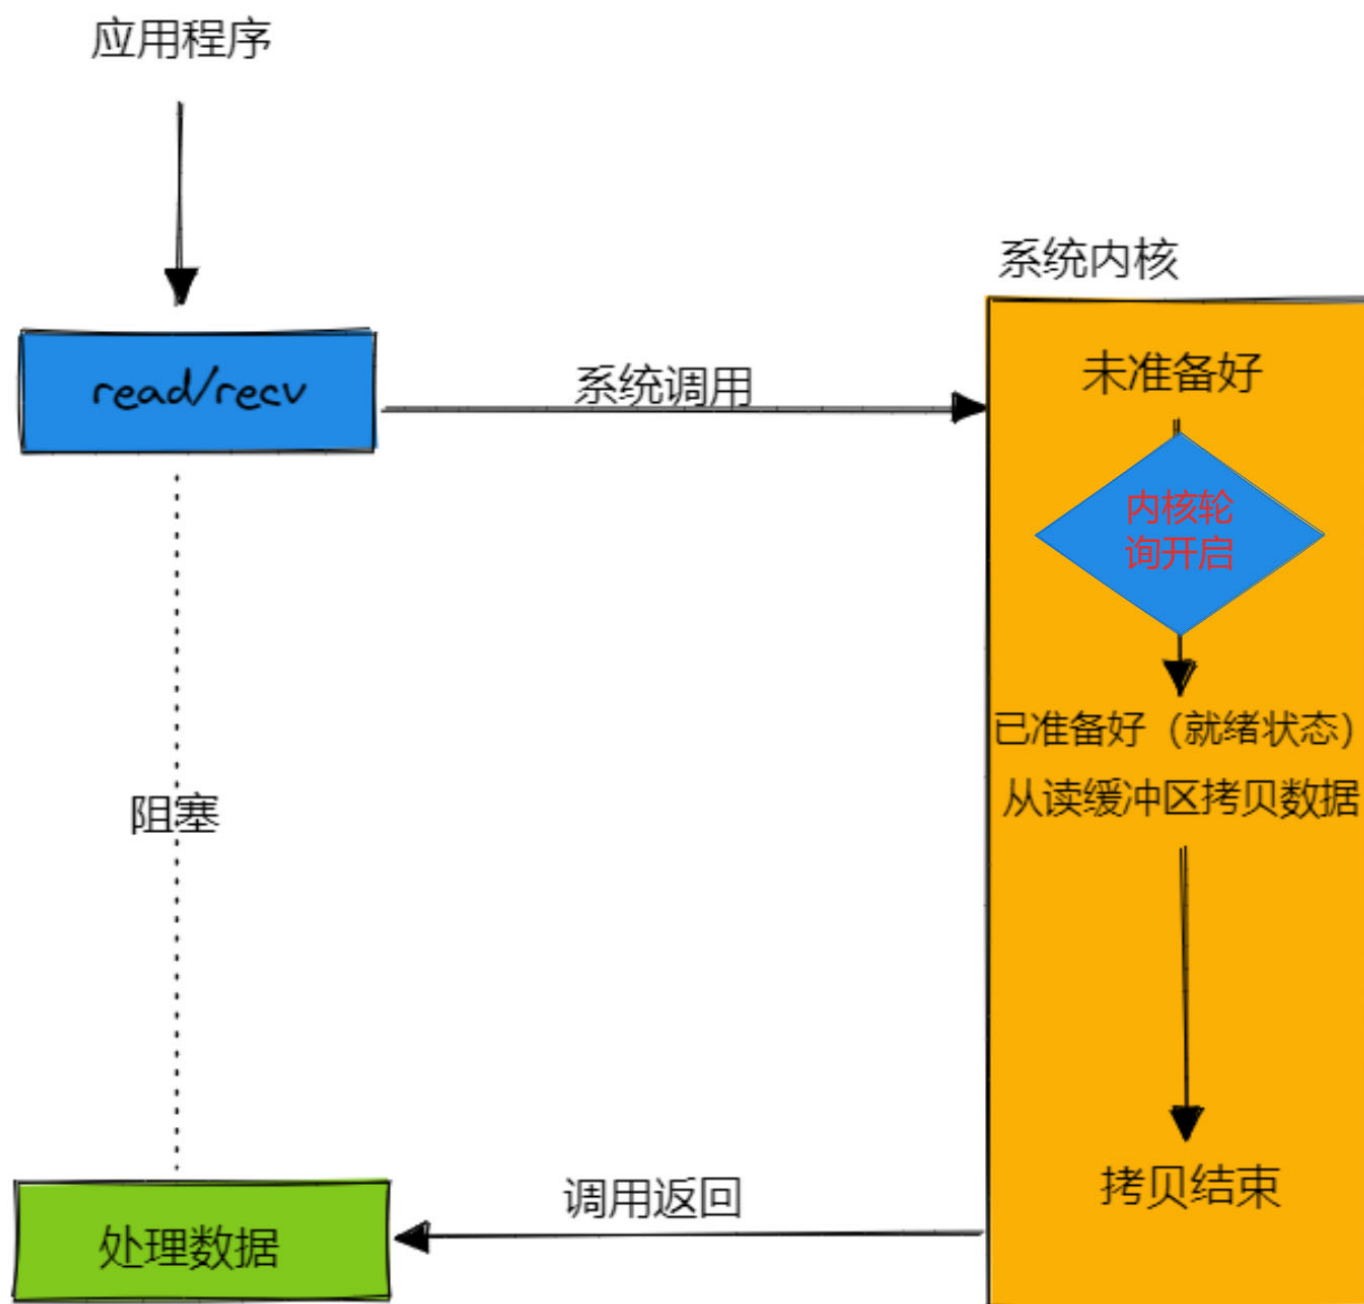 应用程序
系统内核
read/recv
系统调用
未准备好
内核轮
询开启
已准备好（就绪状态）
从读缓冲区拷贝数据
阻塞
拷贝结束
调用返回
处理数据